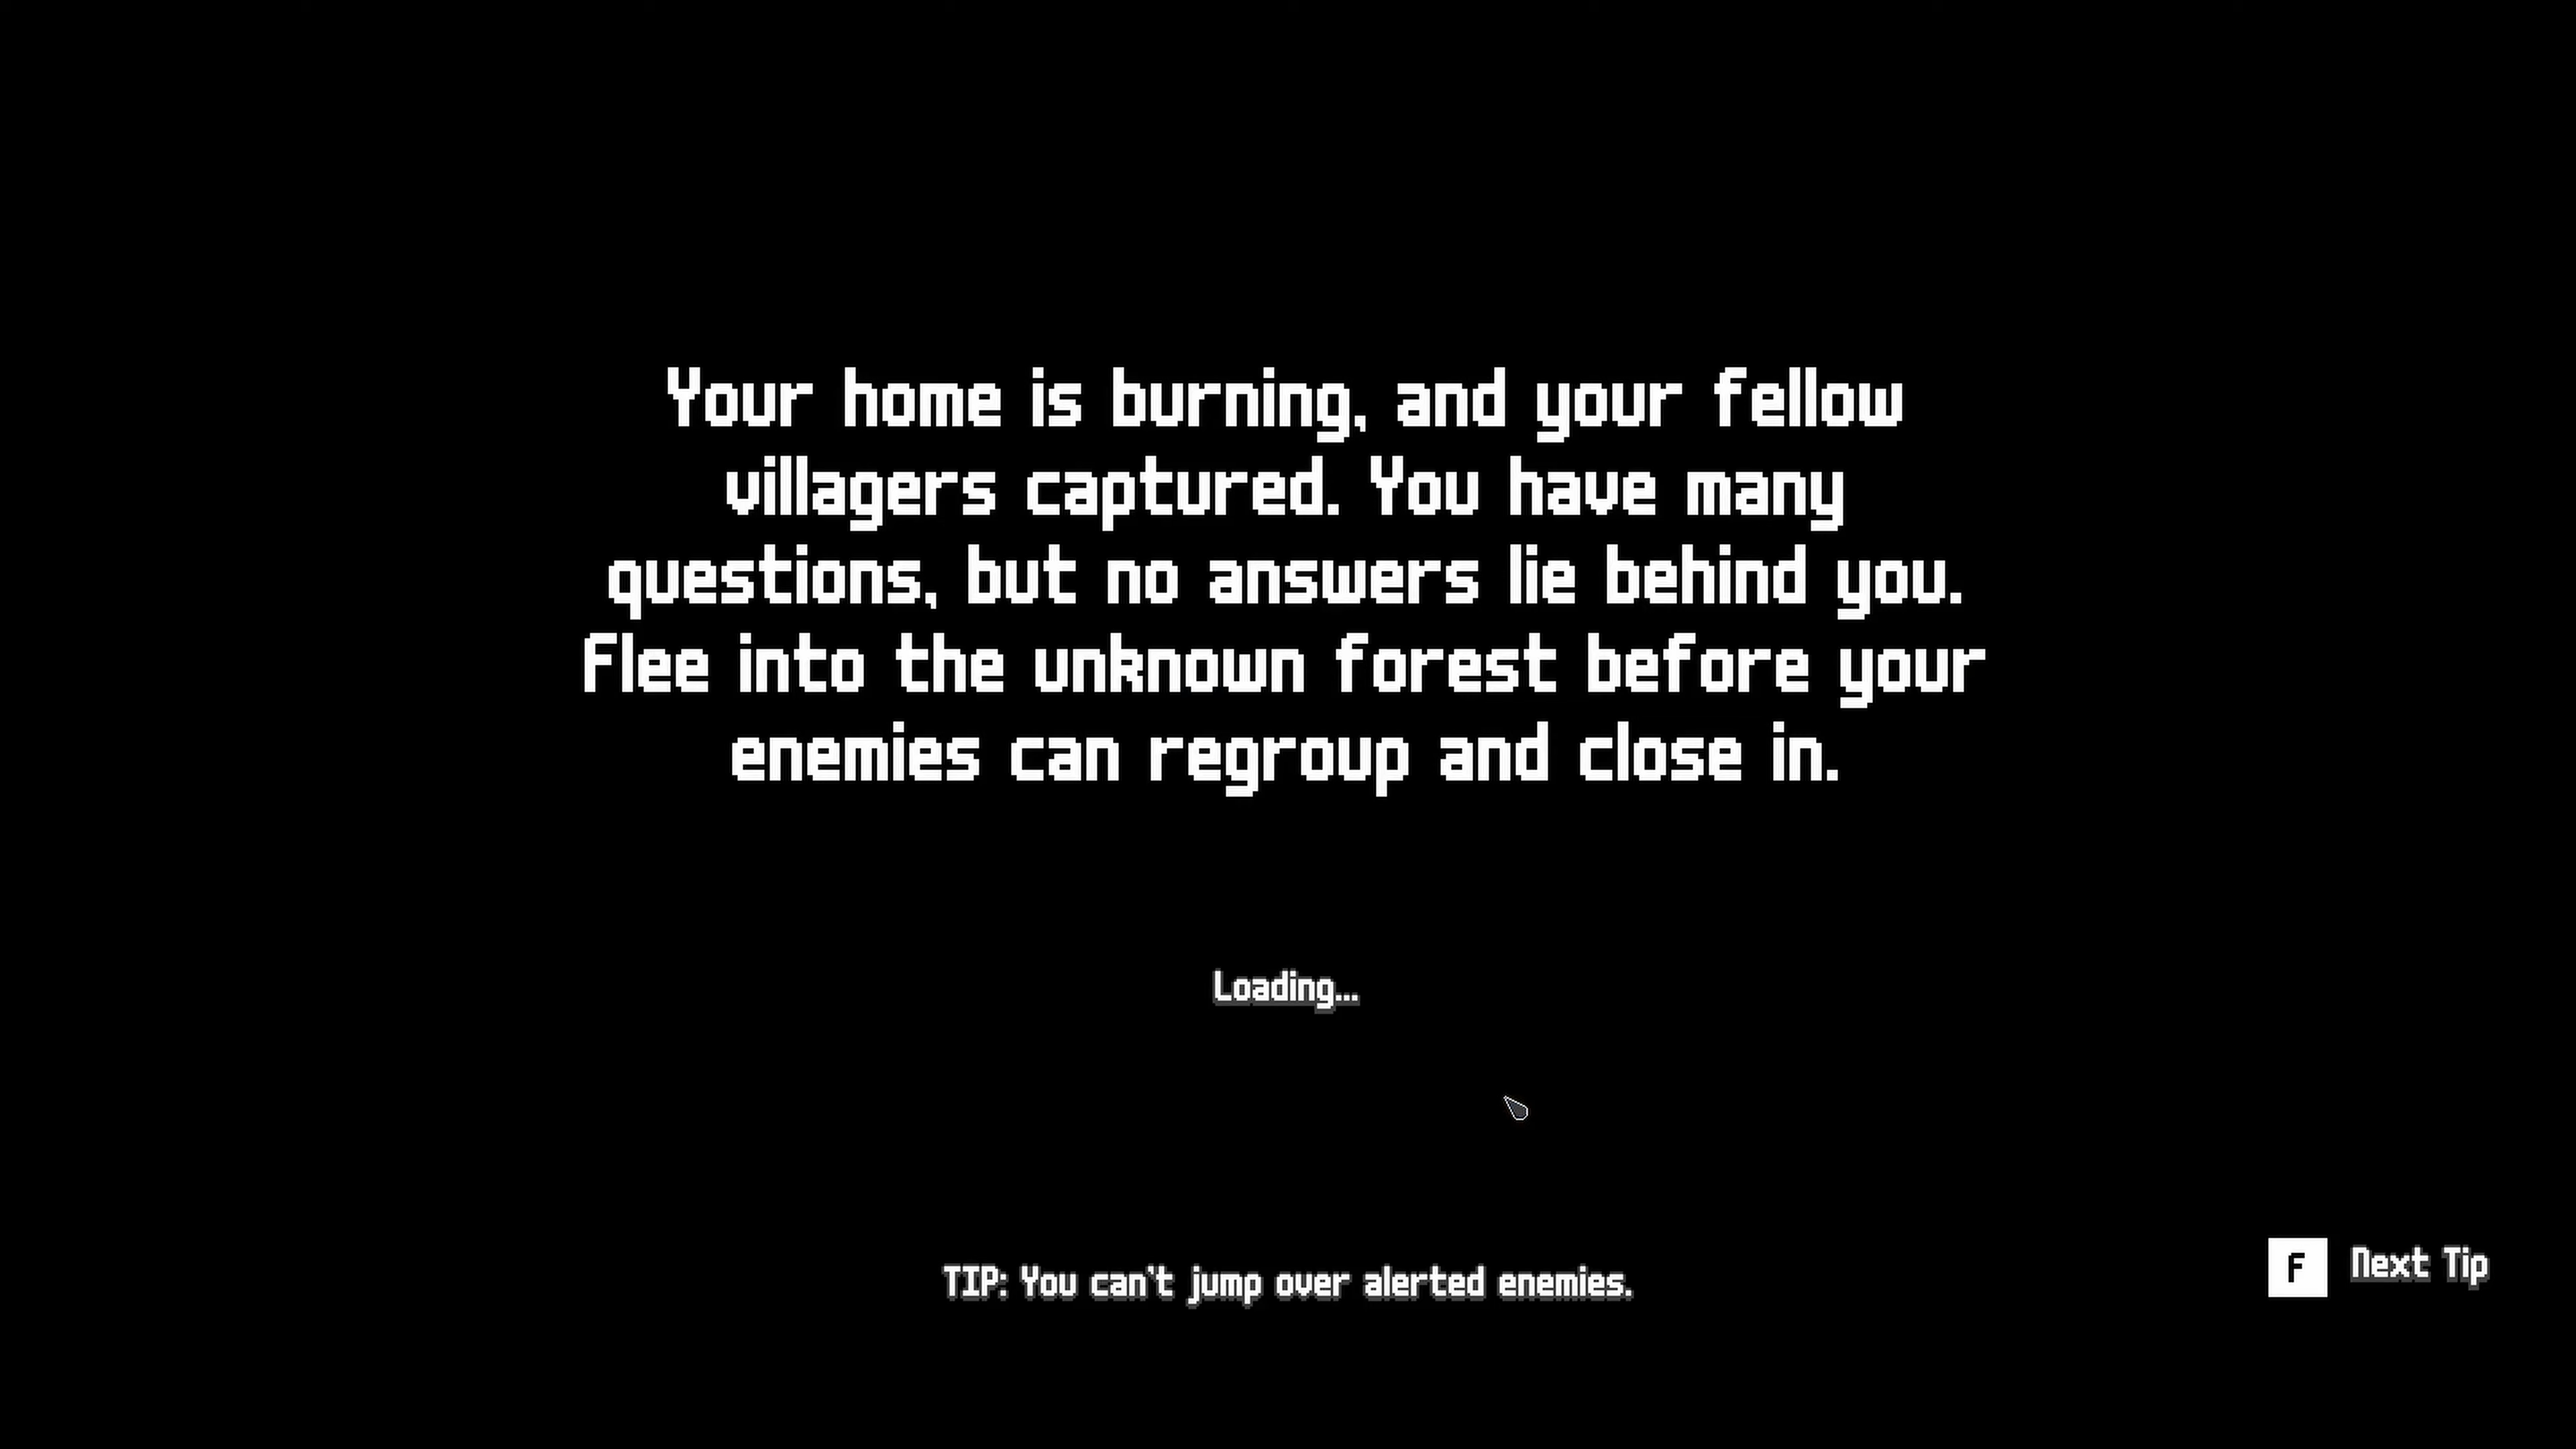 Your home is burning, and your fellow
villagers captured. You have many
questions, but no answers lie behind you.
Flee into the unknown forest before your
enemies can regroup and close in.
Loading...
TIP: You can't jump over alerted enemies.
F Next Tip